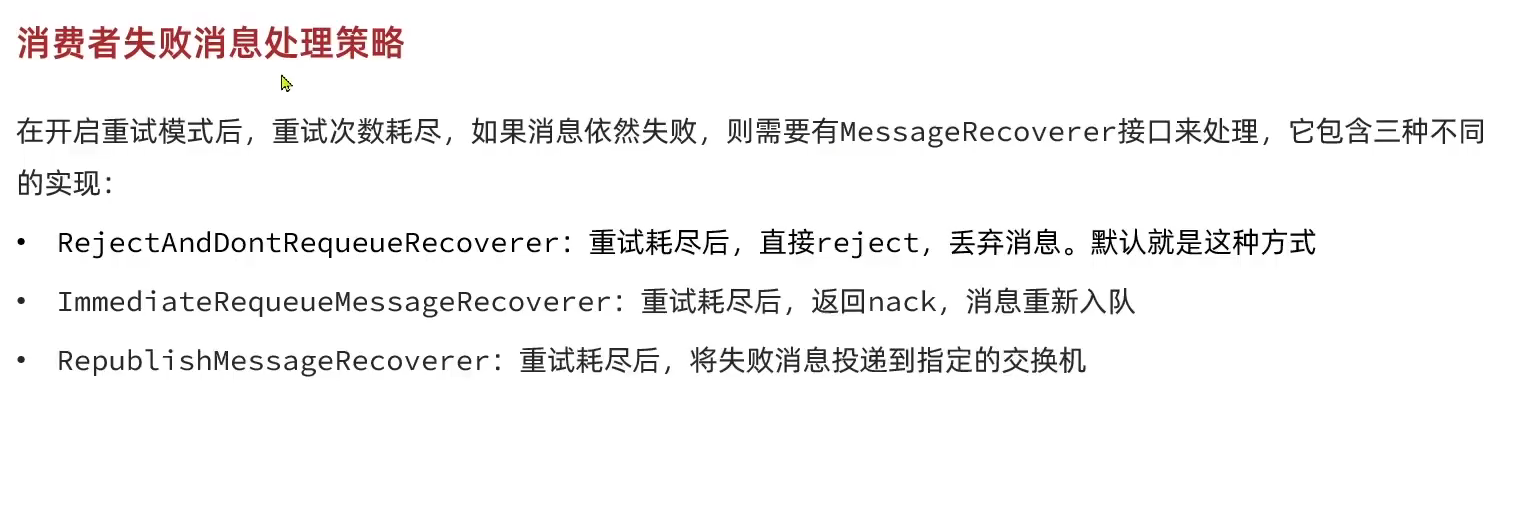 消费者失败消息处理策略
在开启重试模式后，重试次数耗尽，如果消息依然失败，则需要有MessageRecoverer接口来处理，它包含三种不同
的实现：
• RejectAndDontRequeueRecoverer：重试耗尽后，直接reject，丢弃消息。默认就是这种方式
• ImmediateRequeueMessageRecoverer：重试耗尽后，返回nack，消息重新入队
• RepublishMessageRecoverer：重试耗尽后，将失败消息投递到指定的交换机